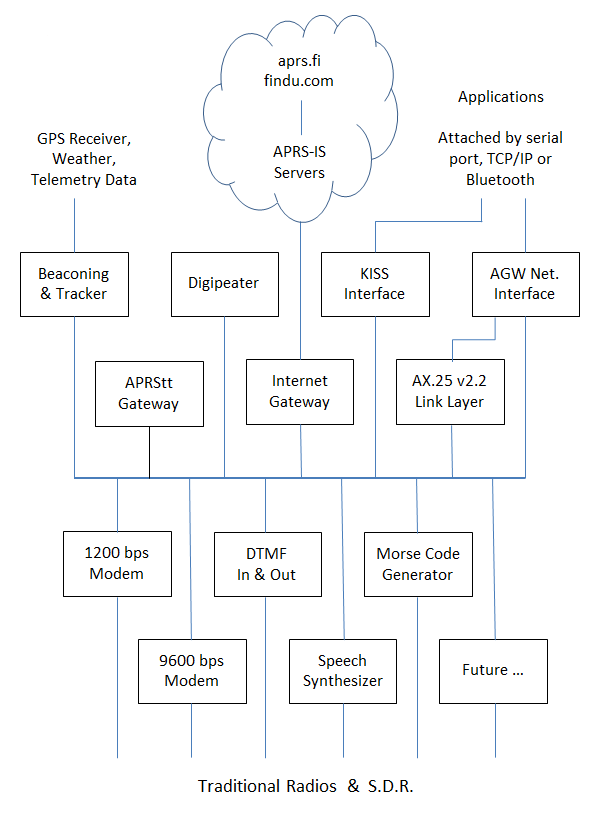 aprs.fi
findu.com
APRS-IS
Servers
Applications
Attached by serial
port, TCP/IP or
Bluetooth
GPS Receiver,
Weather,
Telemetry Data
Beaconing
& Tracker
Digipeater
KISS
Interface
AGW Net.
Interface
APRStt
Gateway
Internet
Gateway
AX.25 v2.2
Link Layer
1200 bps
Modem
DTMF
In & Out
Morse Code
Generator
9600 bps
Modem
Speech
Synthesizer
Future ...
Traditional Radios & S.D.R.